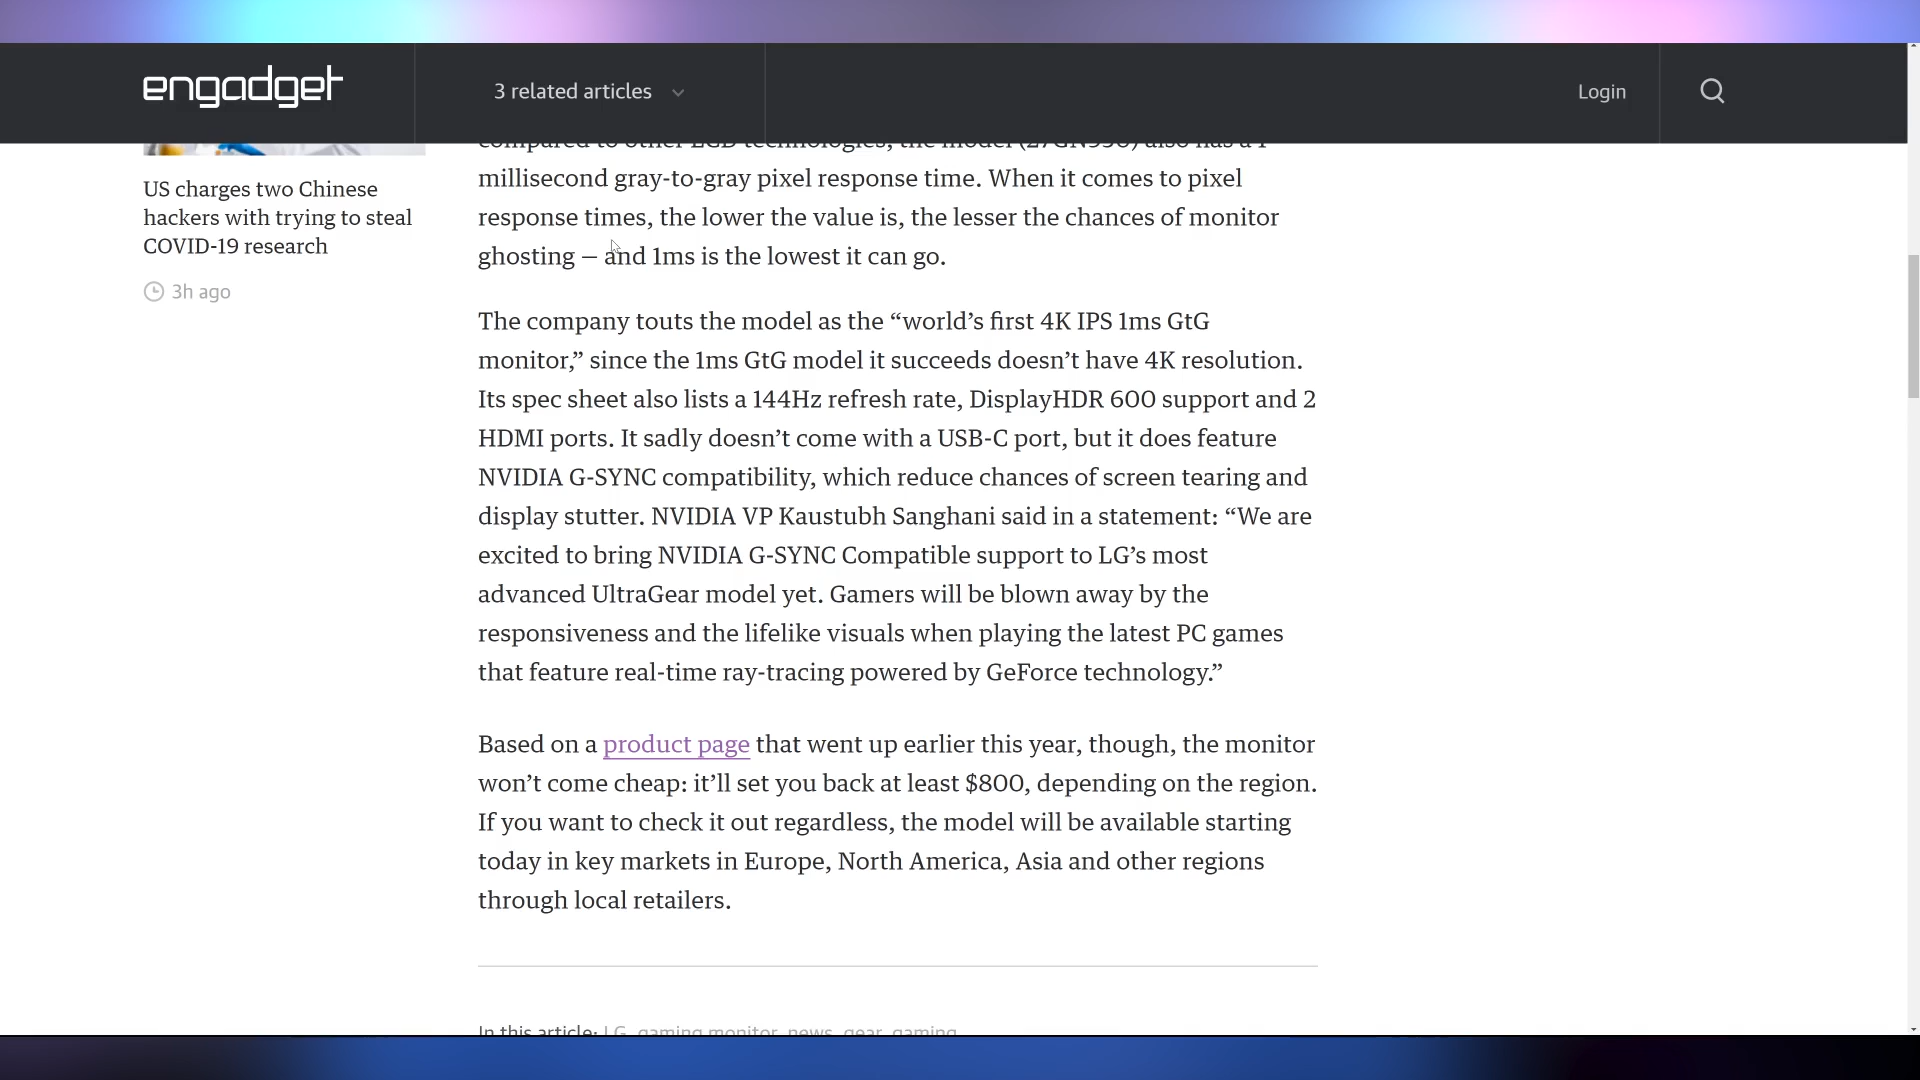 engadget
3 related articles
Login
US charges two Chinese
hackers with trying to steal
COVID-19 research
3h ago
compared to other LCD technologies, the model (27GN950) also has a 1
millisecond gray-to-gray pixel response time. When it comes to pixel
response times, the lower the value is, the lesser the chances of monitor
ghosting — and 1ms is the lowest it can go.
The company touts the model as the “world’s first 4K IPS 1ms GtG
monitor,” since the 1ms GtG model it succeeds doesn’t have 4K resolution.
Its spec sheet also lists a 144Hz refresh rate, DisplayHDR 600 support and 2
HDMI ports. It sadly doesn’t come with a USB-C port, but it does feature
NVIDIA G-SYNC compatibility, which reduce chances of screen tearing and
display stutter. NVIDIA VP Kaustubh Sanghani said in a statement: “We are
excited to bring NVIDIA G-SYNC Compatible support to LG’s most
advanced UltraGear model yet. Gamers will be blown away by the
responsiveness and the lifelike visuals when playing the latest PC games
that feature real-time ray-tracing powered by GeForce technology.”
Based on a product page that went up earlier this year, though, the monitor
won’t come cheap: it’ll set you back at least $800, depending on the region.
If you want to check it out regardless, the model will be available starting
today in key markets in Europe, North America, Asia and other regions
through local retailers.
In this article: LG, gaming monitor, news, gear, gaming